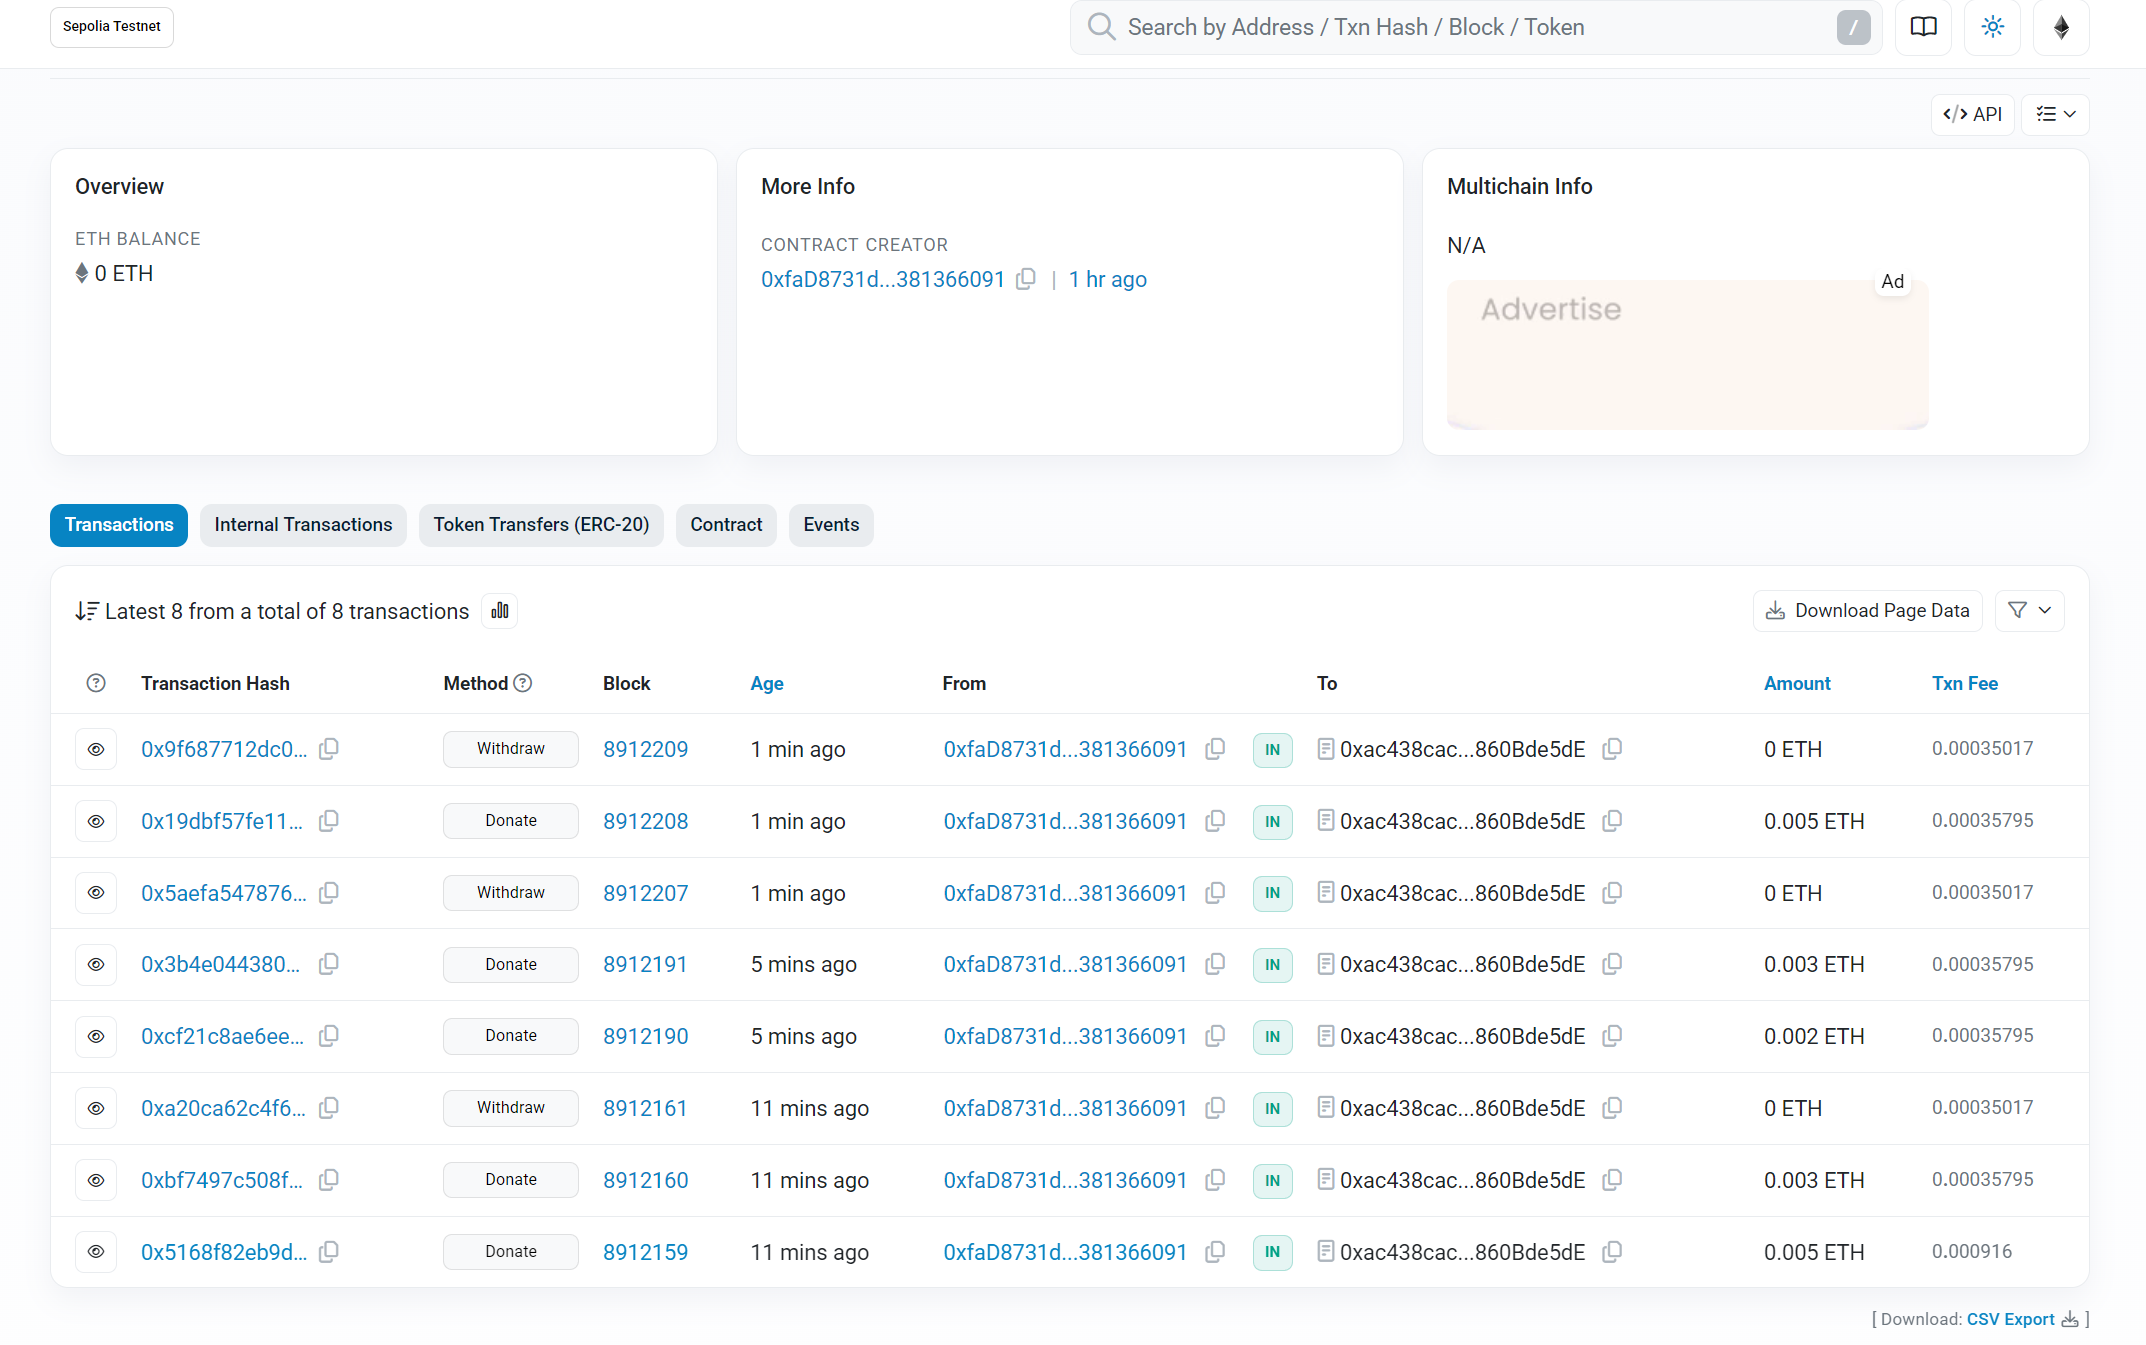 Sepolia Testnet
Search by Address / Txn Hash / Block / Token /
</> API
Overview
ETH BALANCE
0 ETH
More Info
CONTRACT CREATOR
0xfaD8731d...381366091 | 1 hr ago
Multichain Info
N/A
Ad
Advertise
Transactions Internal Transactions Token Transfers (ERC-20) Contract Events
Latest 8 from a total of 8 transactions
Download Page Data
? Transaction Hash Method ? Block Age From To Amount Txn Fee
0x9f687712dc0... Withdraw 8912209 1 min ago 0xfaD8731d...381366091 IN 0xac438cac...860Bde5dE 0 ETH 0.00035017
0x19dbf57fe11... Donate 8912208 1 min ago 0xfaD8731d...381366091 IN 0xac438cac...860Bde5dE 0.005 ETH 0.00035795
0x5aefa547876... Withdraw 8912207 1 min ago 0xfaD8731d...381366091 IN 0xac438cac...860Bde5dE 0 ETH 0.00035017
0x3b4e044380... Donate 8912191 5 mins ago 0xfaD8731d...381366091 IN 0xac438cac...860Bde5dE 0.003 ETH 0.00035795
0xcf21c8ae6ee... Donate 8912190 5 mins ago 0xfaD8731d...381366091 IN 0xac438cac...860Bde5dE 0.002 ETH 0.00035795
0xa20ca62c4f6... Withdraw 8912161 11 mins ago 0xfaD8731d...381366091 IN 0xac438cac...860Bde5dE 0 ETH 0.00035017
0xbf7497c508f... Donate 8912160 11 mins ago 0xfaD8731d...381366091 IN 0xac438cac...860Bde5dE 0.003 ETH 0.00035795
0x5168f82eb9d... Donate 8912159 11 mins ago 0xfaD8731d...381366091 IN 0xac438cac...860Bde5dE 0.005 ETH 0.000916
[ Download: CSV Export ]